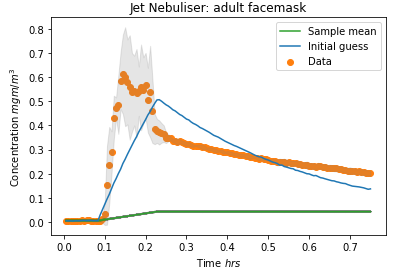 Jet Nebuliser: adult facemask
Sample mean
Initial guess
Data
Concentration mgm/m³
0.8
0.7
0.6
0.5
0.4
0.3
0.2
0.1
0.0
0.0 0.1 0.2 0.3 0.4 0.5 0.6 0.7
Time hrs